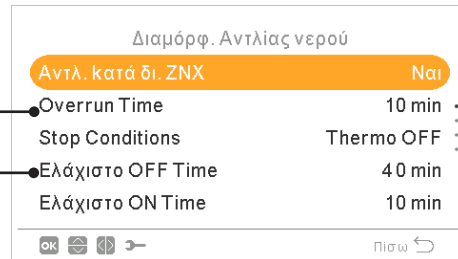 Διαμόρφ. Αντλίας νερού
Αντλ. κατά δι. ΖΝΧ Ναι
Overrun Time 10 min
Stop Conditions Thermo OFF
Ελάχιστο OFF Time 40 min
Ελάχιστο ON Time 10 min
OK Πίσω